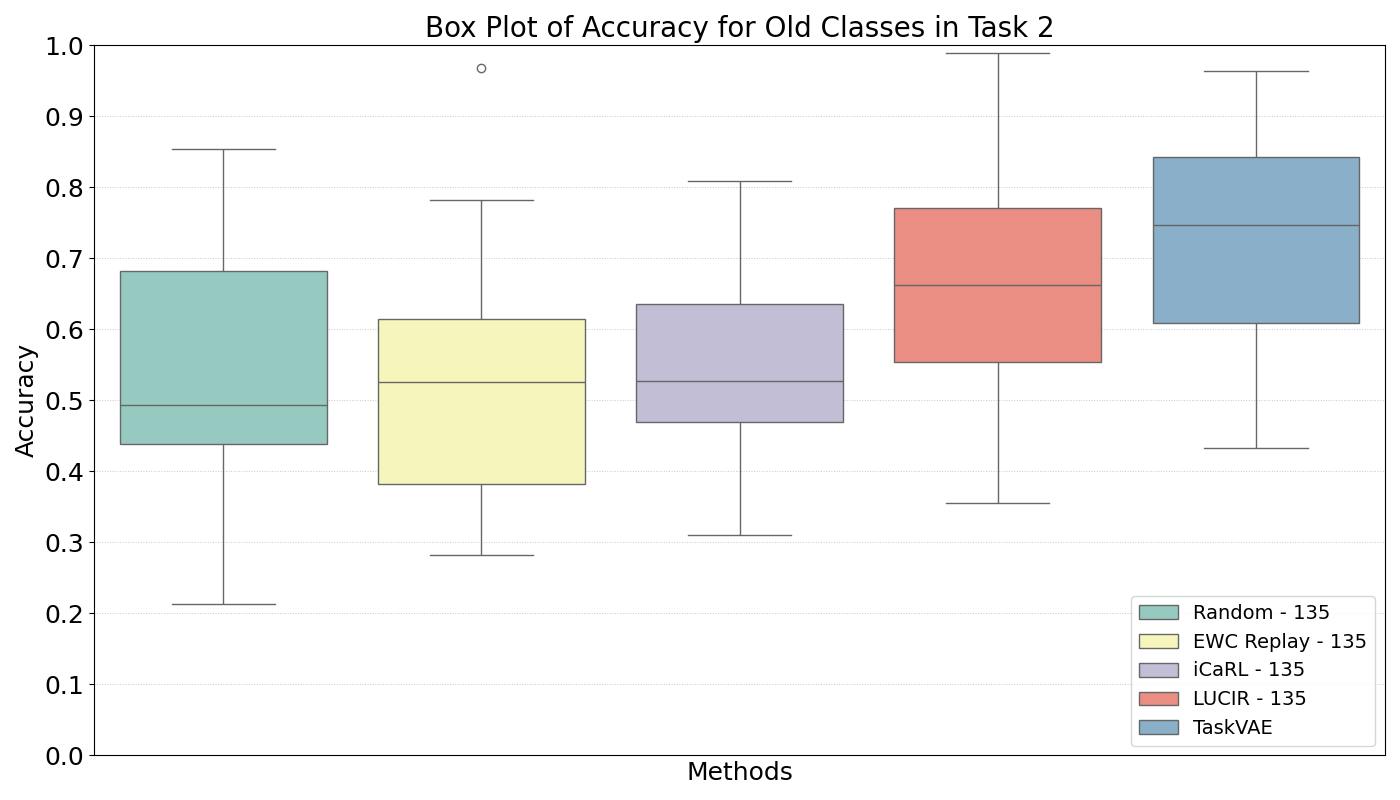 Box Plot of Accuracy for Old Classes in Task 2
1.0
0.9
0.8
0.7
0.6
0.5
0.4
0.3
0.2
0.1
0.0
Accuracy
Methods
Random - 135
EWC Replay - 135
iCaRL - 135
LUCIR - 135
TaskVAE